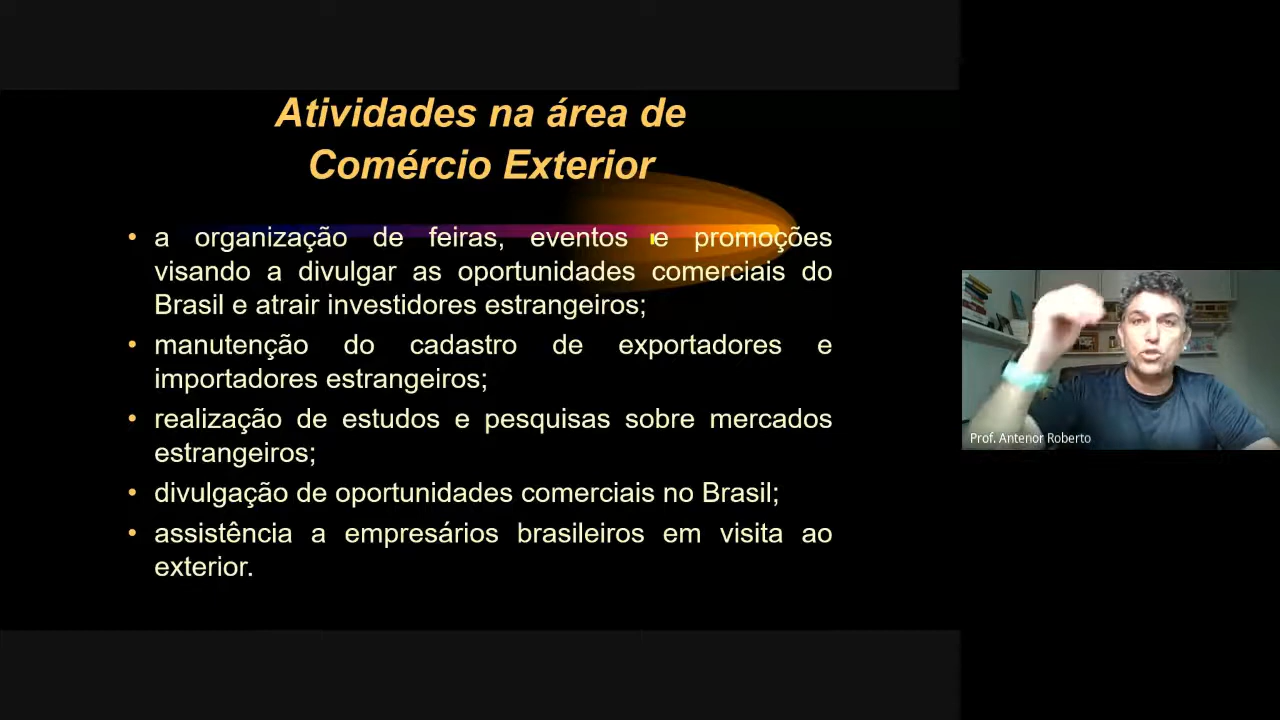 Atividades na área de
Comércio Exterior
• a organização de feiras, eventos e promoções
visando a divulgar as oportunidades comerciais do
Brasil e atrair investidores estrangeiros;
• manutenção do cadastro de exportadores e
importadores estrangeiros;
• realização de estudos e pesquisas sobre mercados
estrangeiros;
• divulgação de oportunidades comerciais no Brasil;
• assistência a empresários brasileiros em visita ao
exterior.
Prof. Antenor Roberto